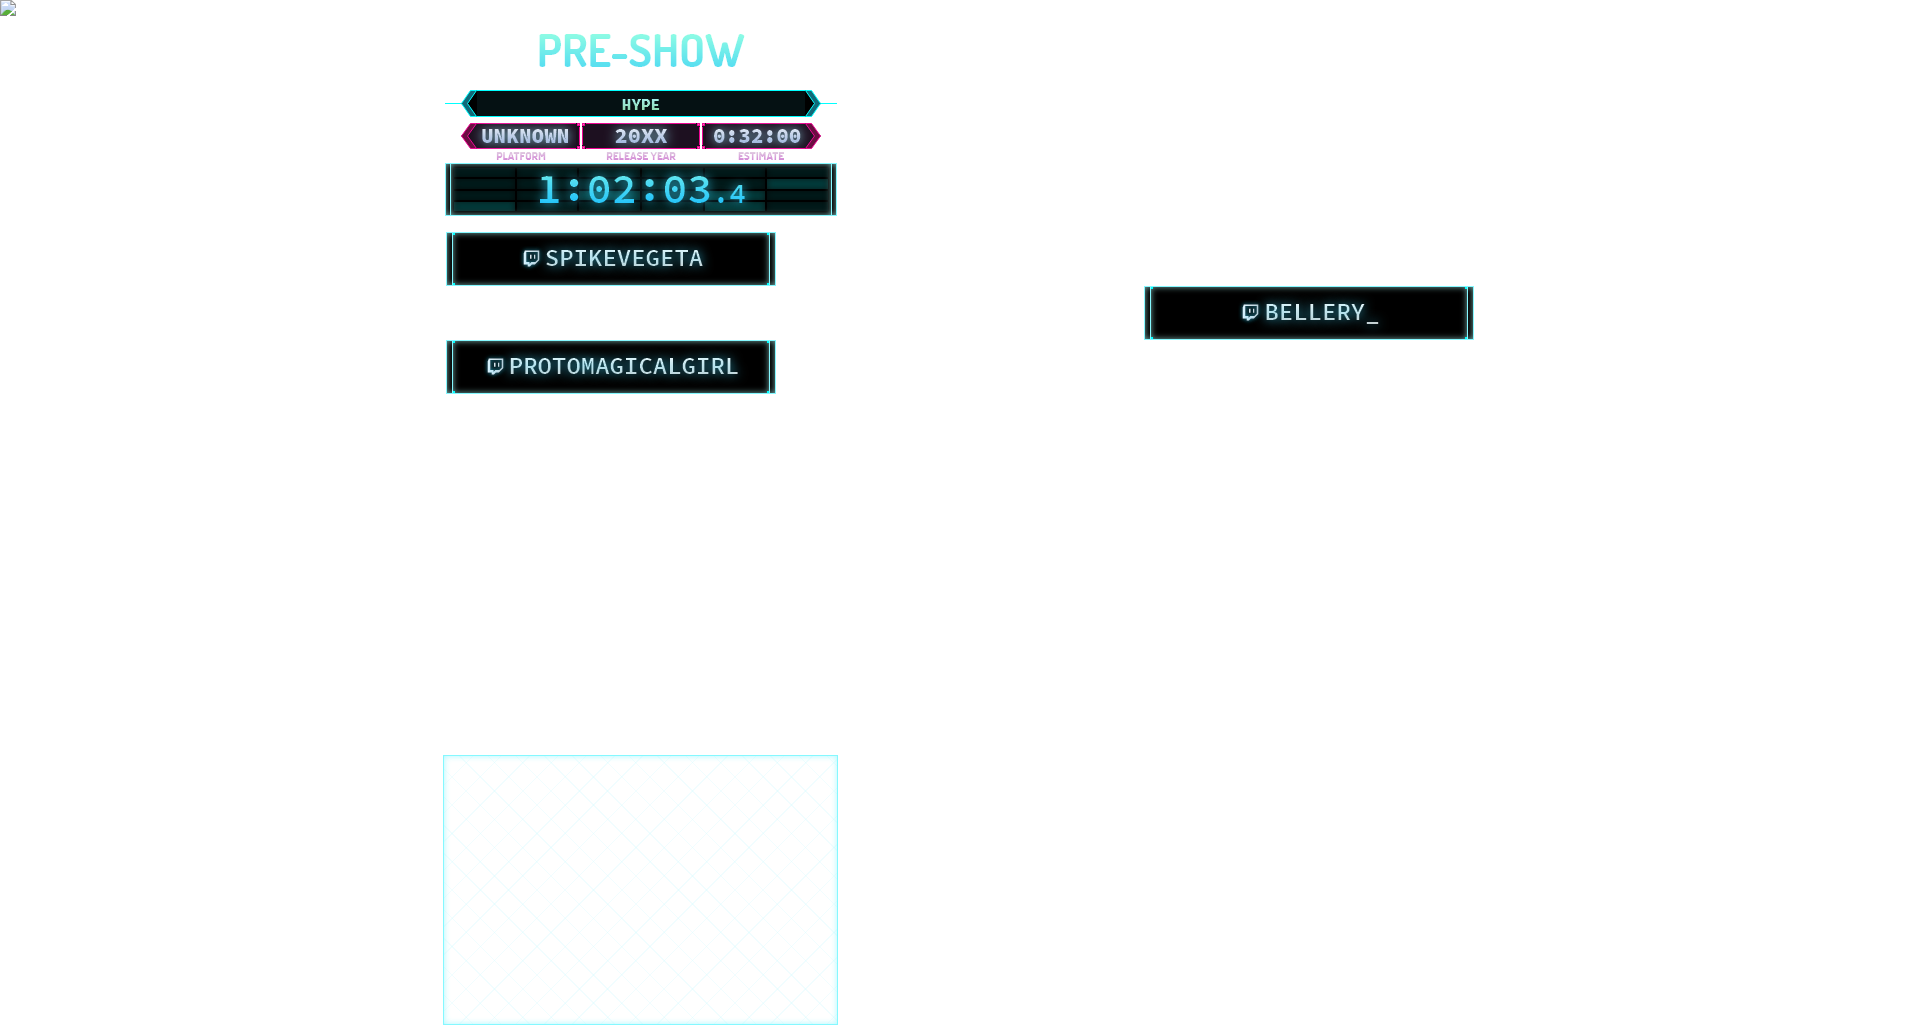 PRE-SHOW
HYPE
UNKNOWN 20XX 0:32:00
PLATFORM RELEASE YEAR ESTIMATE
1:02:03.4
SPIKEVEGETA
BELLERY_
PROTOMAGICALGIRL